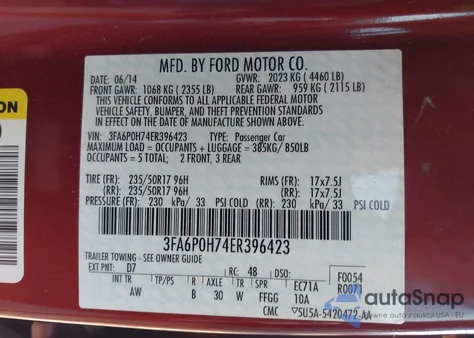 MFD. BY FORD MOTOR CO.
DATE: 06/14 GVWR: 2023 KG ( 4460 LB)
FRONT GAWR: 1068 KG ( 2355 LB) REAR GAWR: 959 KG ( 2115 LB)
THIS VEHICLE CONFORMS TO ALL APPLICABLE FEDERAL MOTOR
VEHICLE SAFETY, BUMPER, AND THEFT PREVENTION STANDARDS
IN EFFECT ON THE DATE OF MANUFACTURE SHOWN ABOVE.
VIN: 3FA6P0H74ER396423 TYPE: Passenger Car
MAXIMUM LOAD = OCCUPANTS + LUGGAGE = 385KG/ 850LB
OCCUPANTS = 5 TOTAL; 2 FRONT, 3 REAR
TIRE (FR): 235/50R17 96H RIMS (FR): 17x7.5J
(RR): 235/50R17 96H (RR): 17x7.5J
PRESSURE (FR): 230 kPa/ 33 PSI COLD (RR): 230 kPa/ 33 PSI COLD
3FA6P0H74ER396423
TRAILER TOWING - SEE OWNER GUIDE
EXT PNT: D7 RC: 48 DSO: F0054
R0071
INT TR TP/PS R AXLE TR SPR EC71A
AW B 30 W FFGG 10A
CMC ▽5U5A-5420472-AA
autoSnap